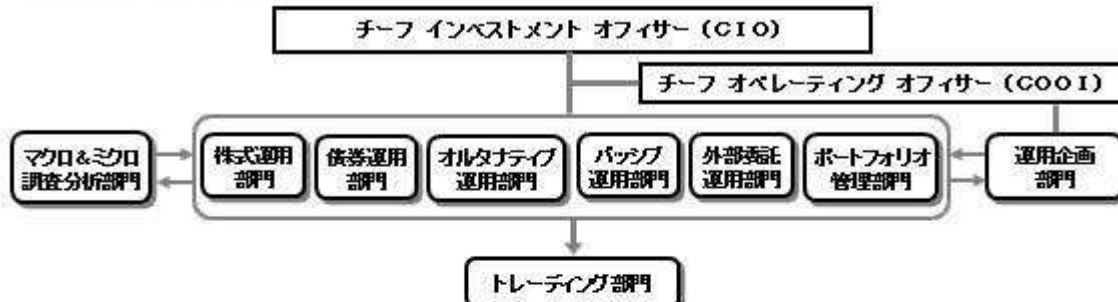 チーフ インベストメント オフィサー (CIO)
チーフ オペレーティング オフィサー (COOI)
マクロ&ミクロ
調査分析部門
株式運用
部門
債券運用
部門
オルタナティブ
運用部門
パッシブ
運用部門
外部委託
運用部門
ポートフォリオ
管理部門
運用企画
部門
トレーディング部門